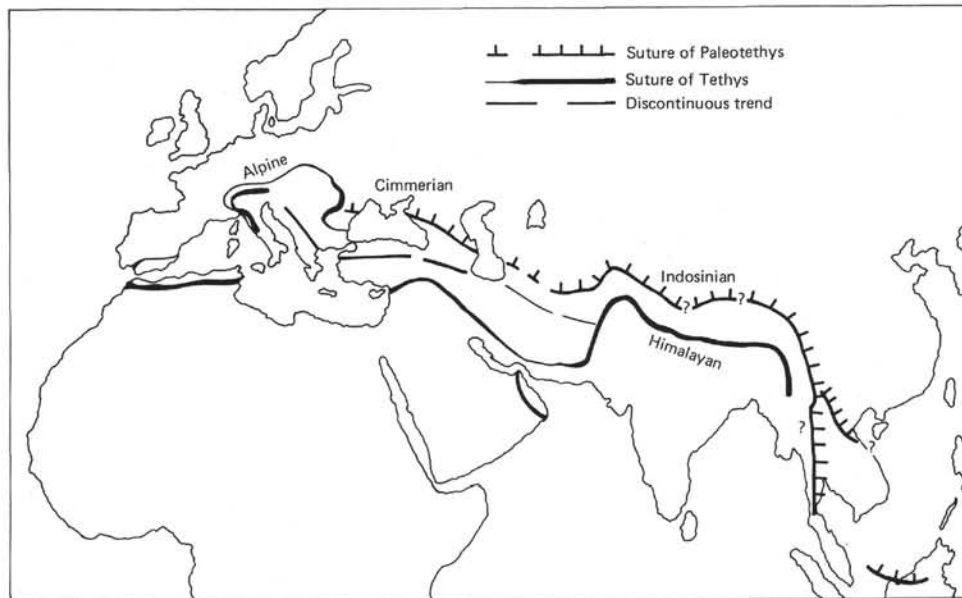 Suture of Paleotethys
Suture of Tethys
Discontinuous trend
Alpine
Cimmerian
Indosinian
?
?
Himalayan
?
?